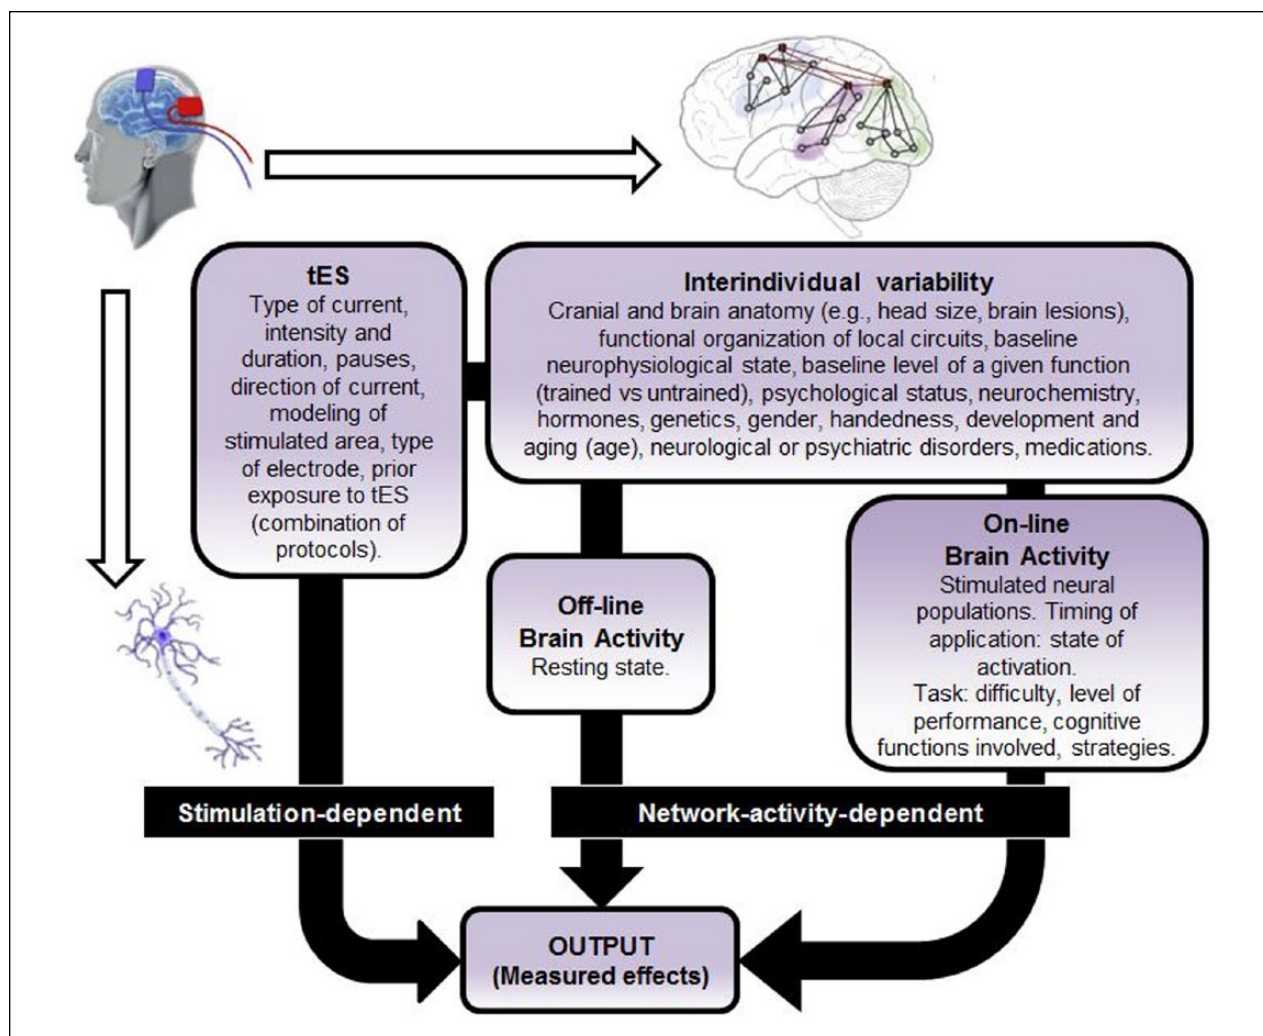 tES
Type of current,
intensity and
duration, pauses,
direction of current,
modeling of
stimulated area, type
of electrode, prior
exposure to tES
(combination of
protocols).
Interindividual variability
Cranial and brain anatomy (e.g., head size, brain lesions),
functional organization of local circuits, baseline
neurophysiological state, baseline level of a given function
(trained vs untrained), psychological status, neurochemistry,
hormones, genetics, gender, handedness, development and
aging (age), neurological or psychiatric disorders, medications.
Off-line
Brain Activity
Resting state.
On-line
Brain Activity
Stimulated neural
populations. Timing of
application: state of
activation.
Task: difficulty, level of
performance, cognitive
functions involved, strategies.
Stimulation-dependent
Network-activity-dependent
OUTPUT
(Measured effects)